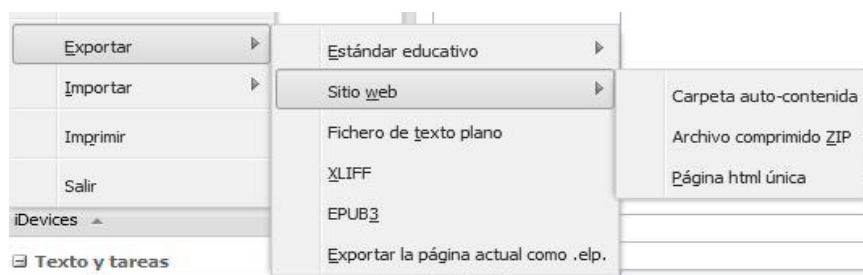 Exportar
Importar
Imprimir
Salir
iDevices
Texto y tareas
Estándar educativo
Sitio web
Fichero de texto plano
XLIFF
EPUB3
Exportar la página actual como .elp.
Carpeta auto-contenida
Archivo comprimido ZIP
Página html única